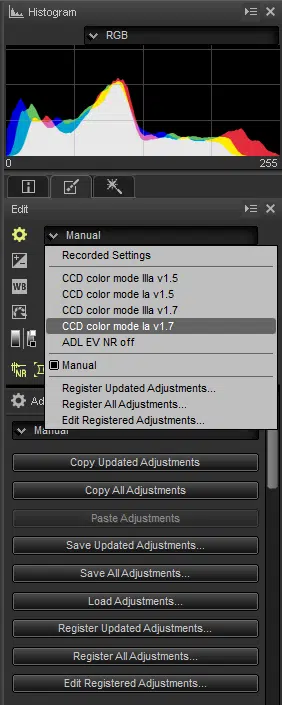 Histogram
RGB
0 255
Edit
Manual
Recorded Settings
CCD color mode IIIa v1.5
CCD color mode Ia v1.5
CCD color mode IIIa v1.7
CCD color mode Ia v1.7
ADL EV NR off
Manual
Register Updated Adjustments...
Register All Adjustments...
Edit Registered Adjustments...
WB
NR
Ad
Manual
Copy Updated Adjustments
Copy All Adjustments
Paste Adjustments
Save Updated Adjustments...
Save All Adjustments...
Load Adjustments...
Register Updated Adjustments...
Register All Adjustments...
Edit Registered Adjustments...